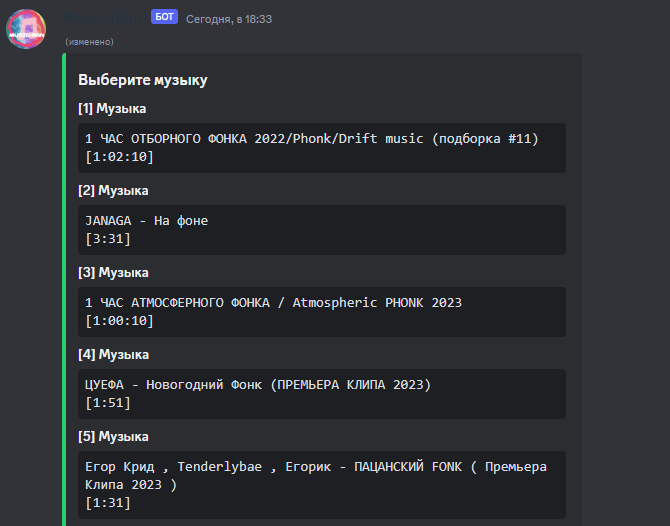 БОТ Сегодня, в 18:33
(изменено)
Выберите музыку
[1] Музыка
1 ЧАС ОТБОРНОГО ФОНКА 2022/Phonk/Drift music (подборка #11)
[1:02:10]
[2] Музыка
JANAGA - На фоне
[3:31]
[3] Музыка
1 ЧАС АТМОСФЕРНОГО ФОНКА / Atmospheric PHONK 2023
[1:00:10]
[4] Музыка
ЦУЕФА - Новогодний Фонк (ПРЕМЬЕРА КЛИПА 2023)
[1:51]
[5] Музыка
Егор Крид , Tenderlybae , Егорик - ПАЦАНСКИЙ FONK ( Премьера
Клипа 2023 )
[1:31]